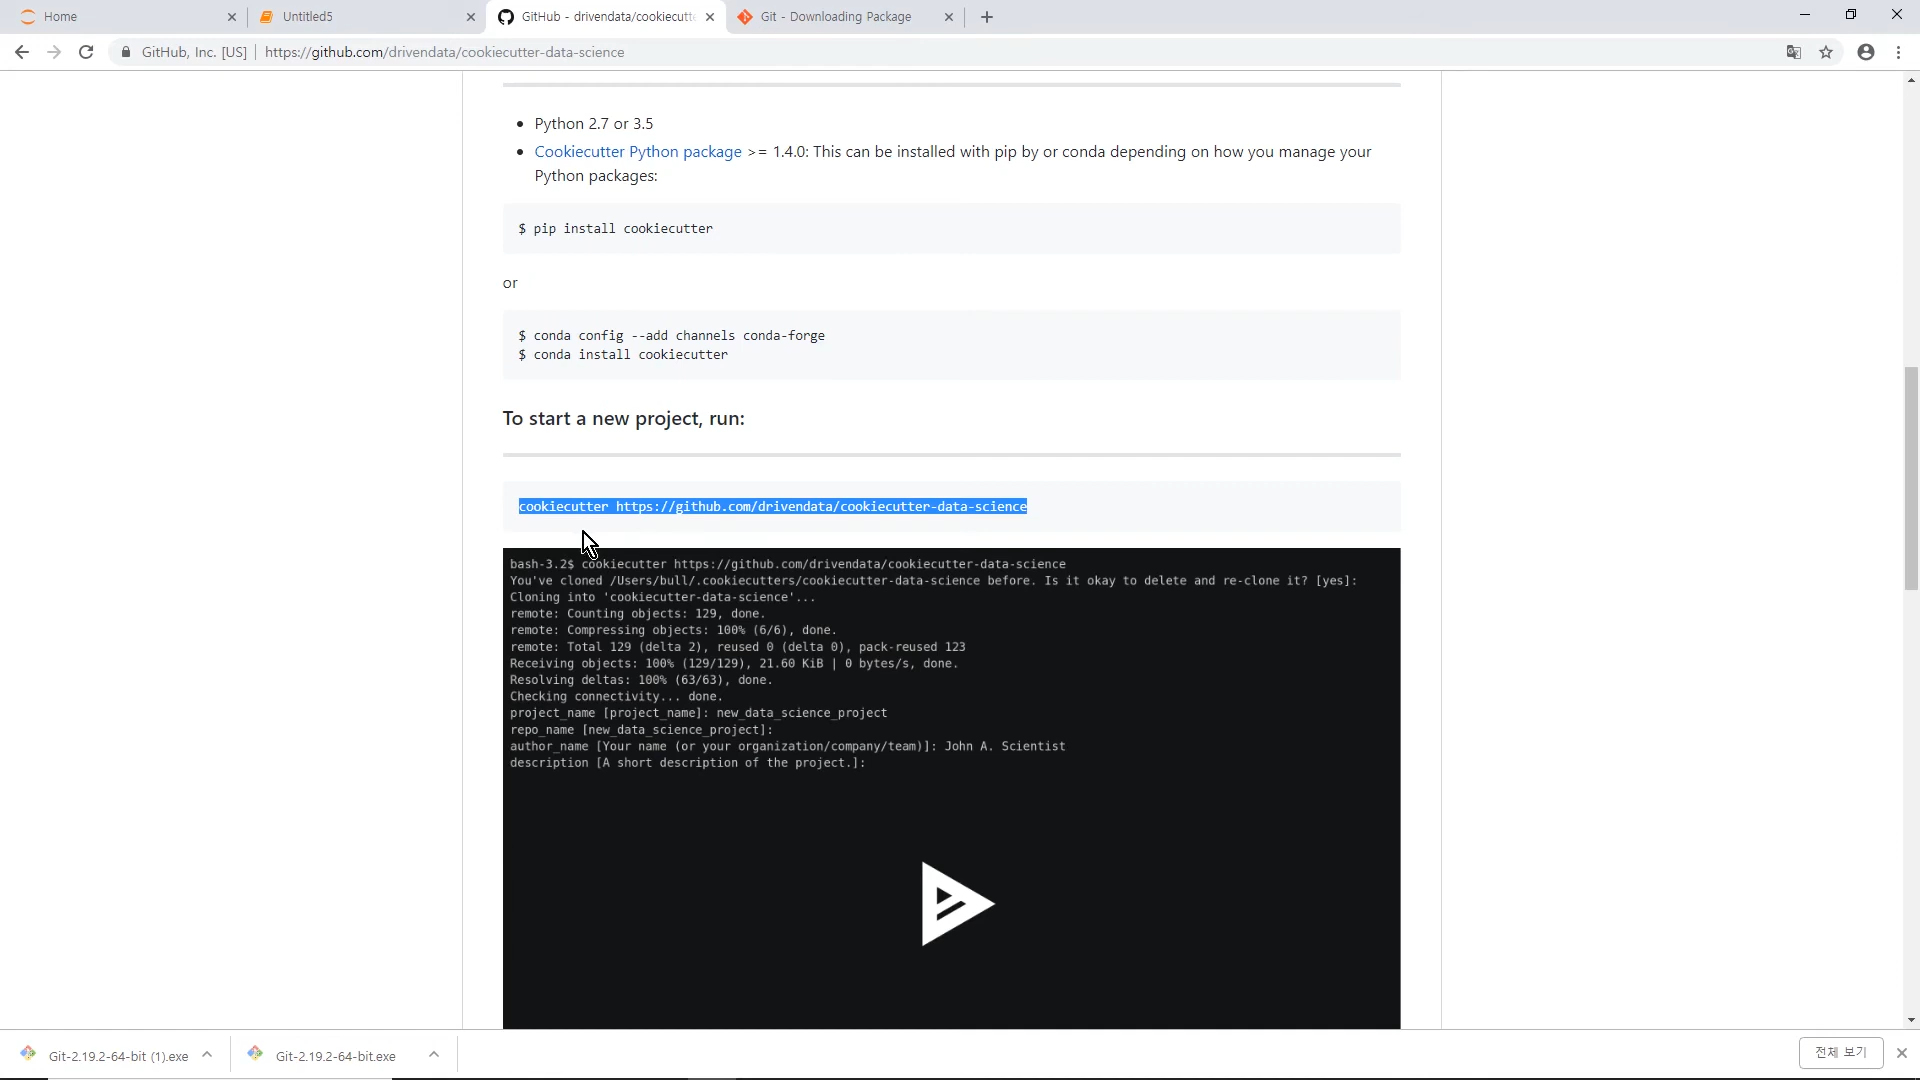 Home
Untitled5
GitHub - drivendata/cookiecutte
Git - Downloading Package
GitHub, Inc. [US] | https://github.com/drivendata/cookiecutter-data-science
Python 2.7 or 3.5
Cookiecutter Python package >= 1.4.0: This can be installed with pip by or conda depending on how you manage your
Python packages:
$ pip install cookiecutter
or
$ conda config --add channels conda-forge
$ conda install cookiecutter
To start a new project, run:
cookiecutter https://github.com/drivendata/cookiecutter-data-science
bash-3.2$ cookiecutter https://github.com/drivendata/cookiecutter-data-science
You've cloned /Users/bull/.cookiecutters/cookiecutter-data-science before. Is it okay to delete and re-clone it? [yes]:
Cloning into 'cookiecutter-data-science'...
remote: Counting objects: 129, done.
remote: Compressing objects: 100% (6/6), done.
remote: Total 129 (delta 2), reused 0 (delta 0), pack-reused 123
Receiving objects: 100% (129/129), 21.60 KiB | 0 bytes/s, done.
Resolving deltas: 100% (63/63), done.
Checking connectivity... done.
project_name [project_name]: new_data_science_project
repo_name [new_data_science_project]:
author_name [Your name (or your organization/company/team)]: John A. Scientist
description [A short description of the project.]:
Git-2.19.2-64-bit (1).exe
Git-2.19.2-64-bit.exe
전체 보기